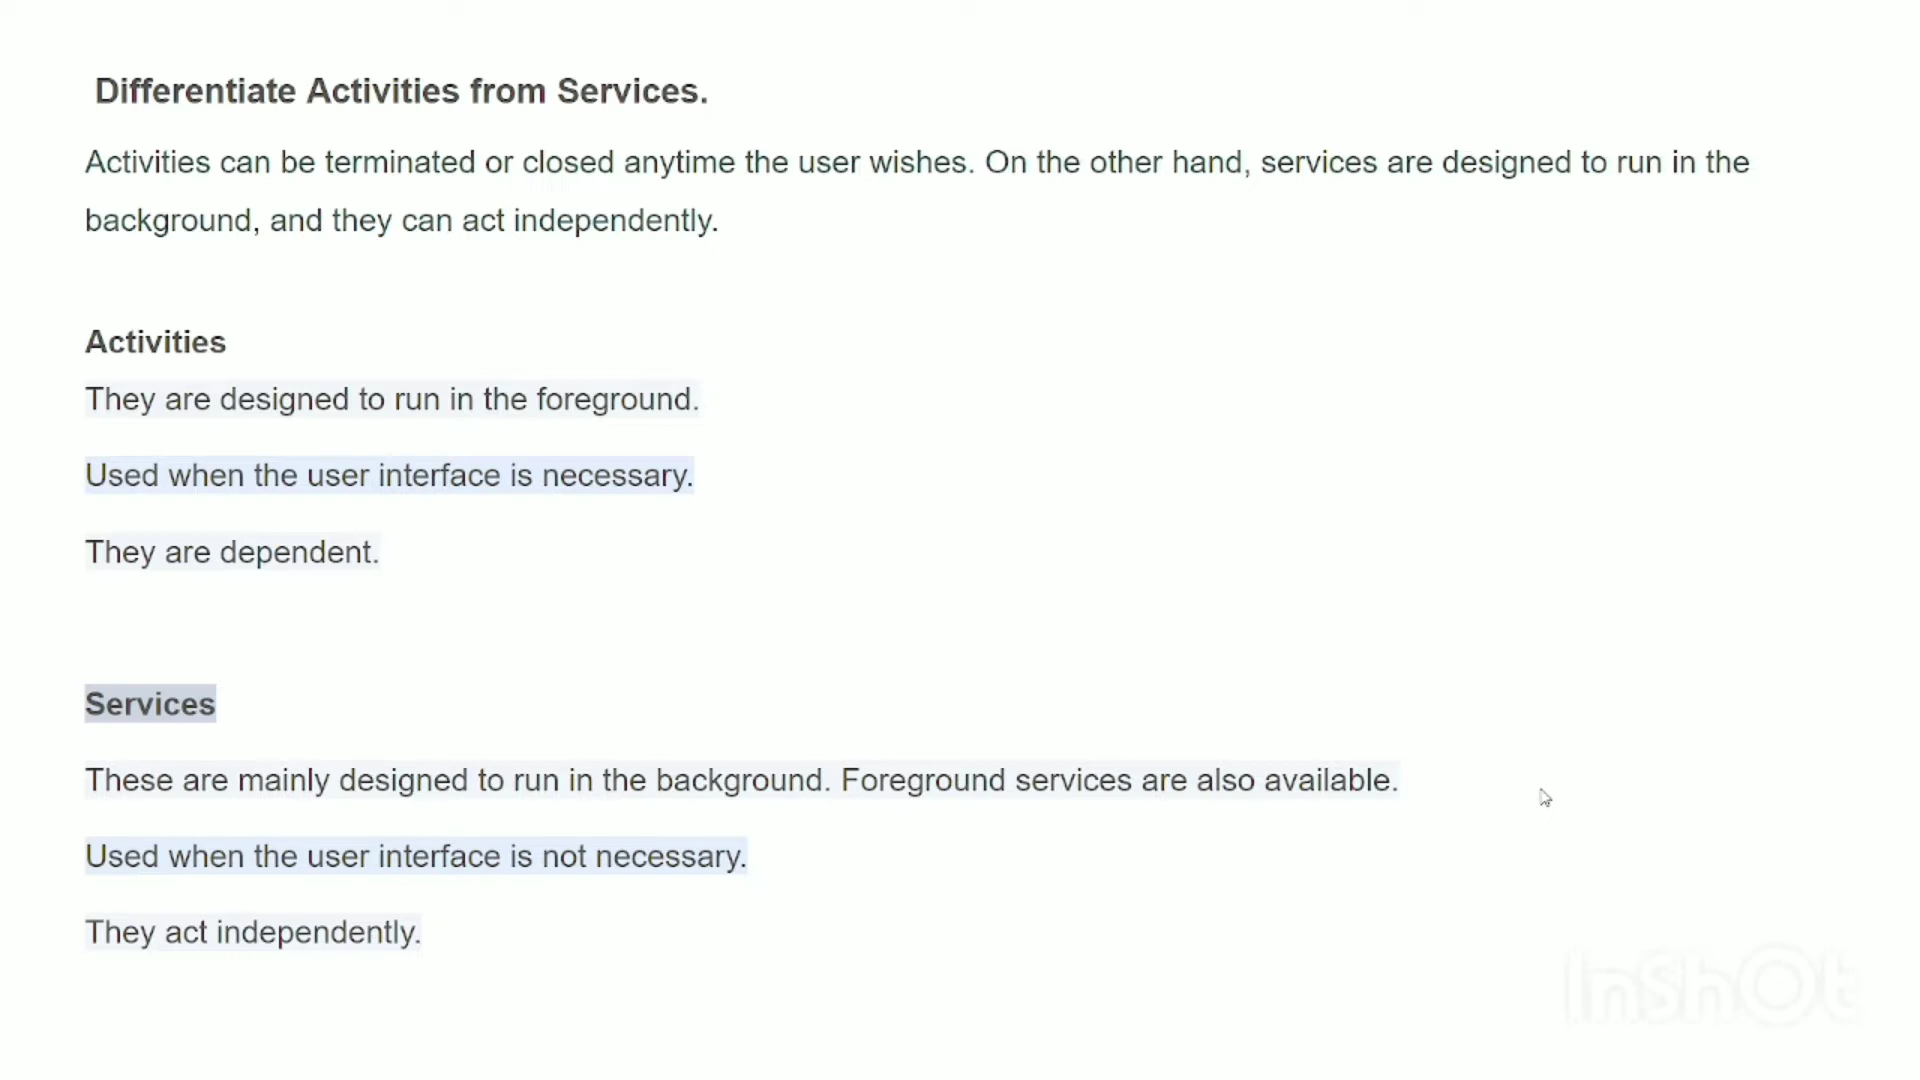 Differentiate Activities from Services.
Activities can be terminated or closed anytime the user wishes. On the other hand, services are designed to run in the
background, and they can act independently.
Activities
They are designed to run in the foreground.
Used when the user interface is necessary.
They are dependent.
Services
These are mainly designed to run in the background. Foreground services are also available.
Used when the user interface is not necessary.
They act independently.
InShOt